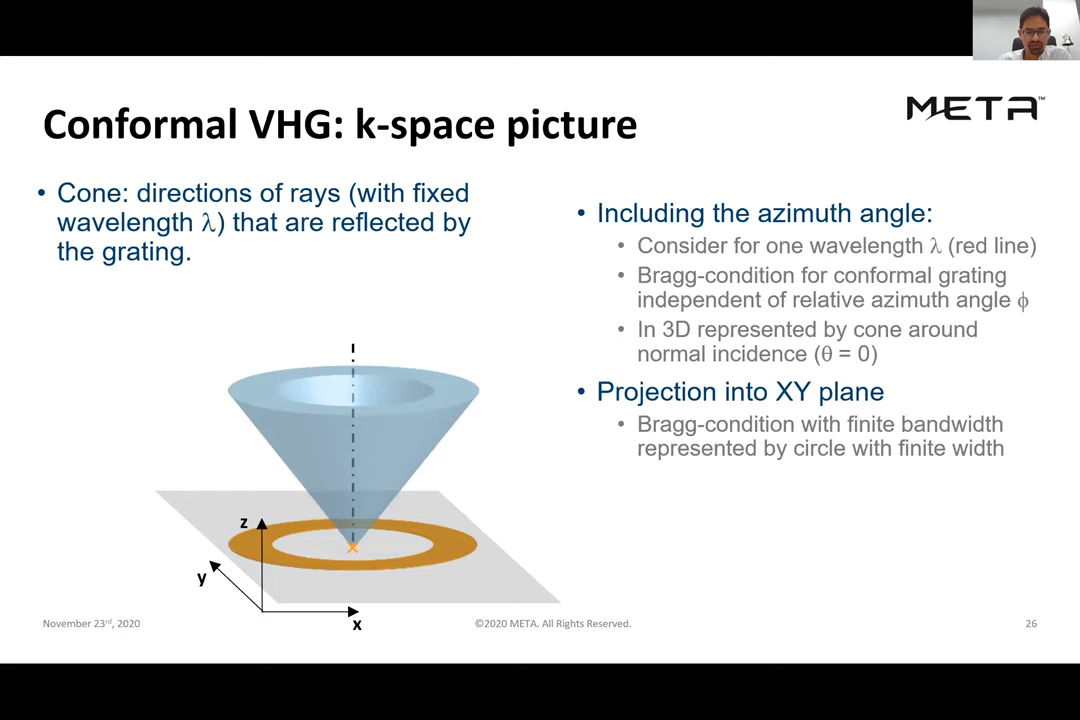 META™
Conformal VHG: k-space picture
• Cone: directions of rays (with fixed
wavelength λ) that are reflected by
the grating.
• Including the azimuth angle:
• Consider for one wavelength λ (red line)
• Bragg-condition for conformal grating
independent of relative azimuth angle ϕ
• In 3D represented by cone around
normal incidence (θ = 0)
• Projection into XY plane
• Bragg-condition with finite bandwidth
represented by circle with finite width
z
y
x
November 23rd, 2020
©2020 META. All Rights Reserved.
26